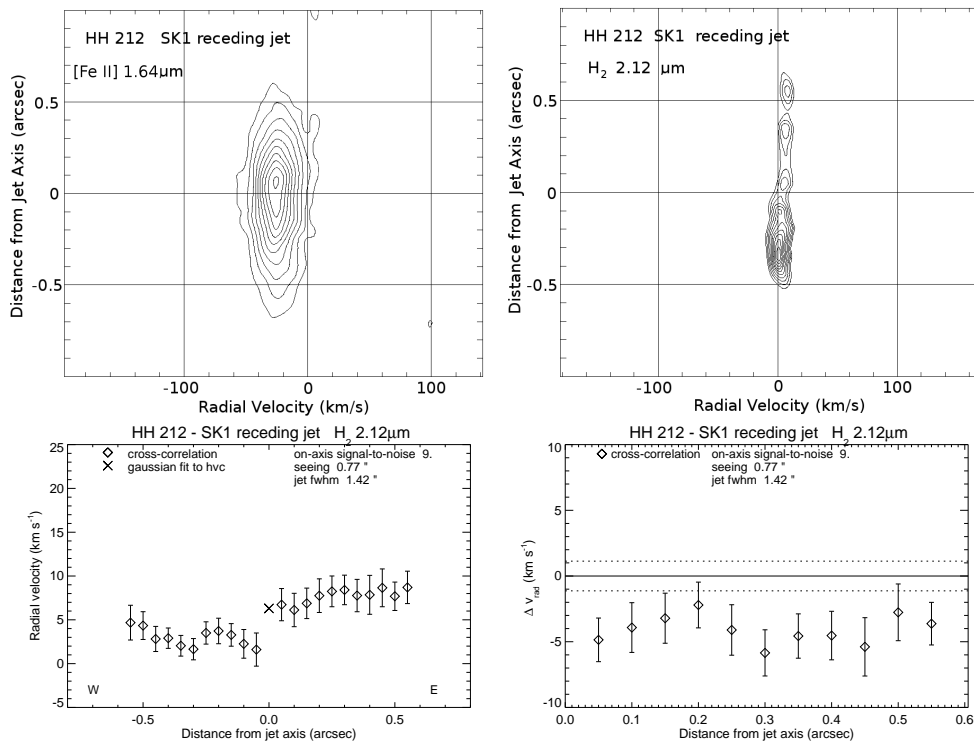 HH 212 SK1 receding jet
[Fe II] 1.64μm
Distance from Jet Axis (arcsec)
0.5
0
-0.5
-100
0
100
Radial Velocity (km/s)
HH 212 SK1 receding jet
H2 2.12 μm
Distance from Jet Axis (arcsec)
0.5
0
-0.5
-100
0
100
Radial Velocity (km/s)
HH 212 - SK1 receding jet H2 2.12μm
cross-correlation
gaussian fit to hvc
on-axis signal-to-noise 9.
seeing 0.77 "
jet fwhm 1.42 "
Radial velocity (km s-1)
25
20
15
10
5
0
-5
W
E
-0.5
0.0
0.5
Distance from jet axis (arcsec)
HH 212 - SK1 receding jet H2 2.12μm
cross-correlation
on-axis signal-to-noise 9.
seeing 0.77 "
jet fwhm 1.42 "
Δ vrad (km s-1)
10
5
0
-5
-10
0.0
0.1
0.2
0.3
0.4
0.5
0.6
Distance from jet axis (arcsec)